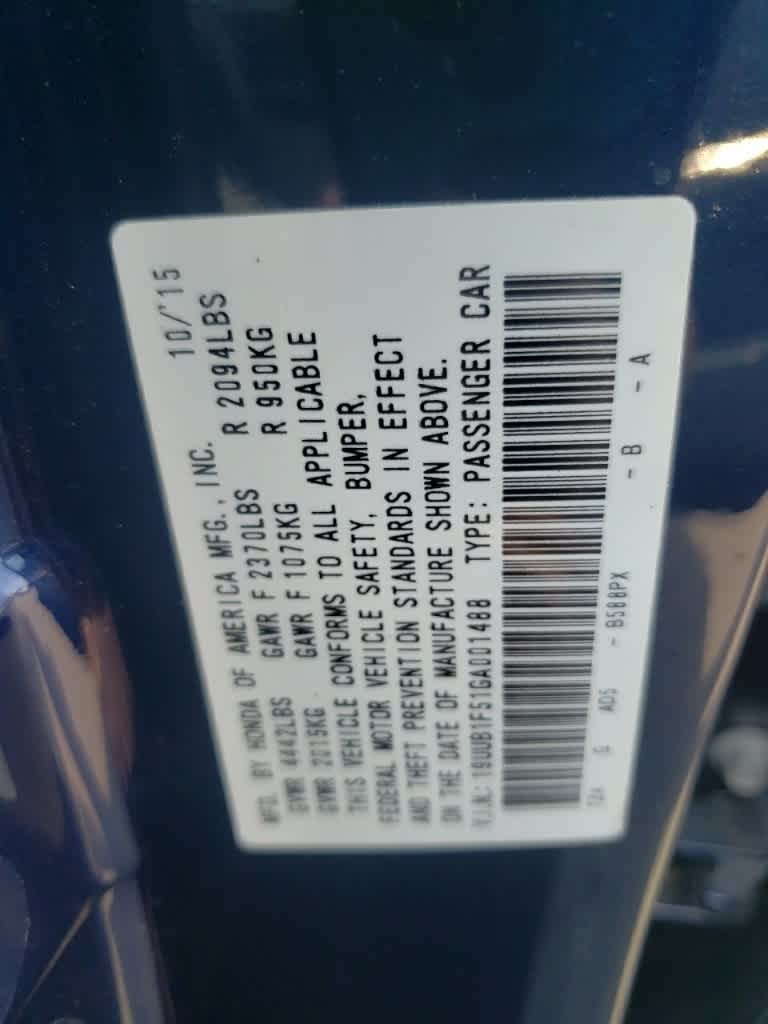 MFD. BY HONDA OF AMERICA MFG., INC. 10/'15
GVWR 4442LBS GAWR F 2370LBS R 2094LBS
GVWR 2015KG GAWR F 1075KG R 950KG
THIS VEHICLE CONFORMS TO ALL APPLICABLE
FEDERAL MOTOR VEHICLE SAFETY, BUMPER,
AND THEFT PREVENTION STANDARDS IN EFFECT
ON THE DATE OF MANUFACTURE SHOWN ABOVE.
V.I.N.: 19UUB1F51GA001488 TYPE: PASSENGER CAR
TZ4 G AD5 - B588PX - B - A